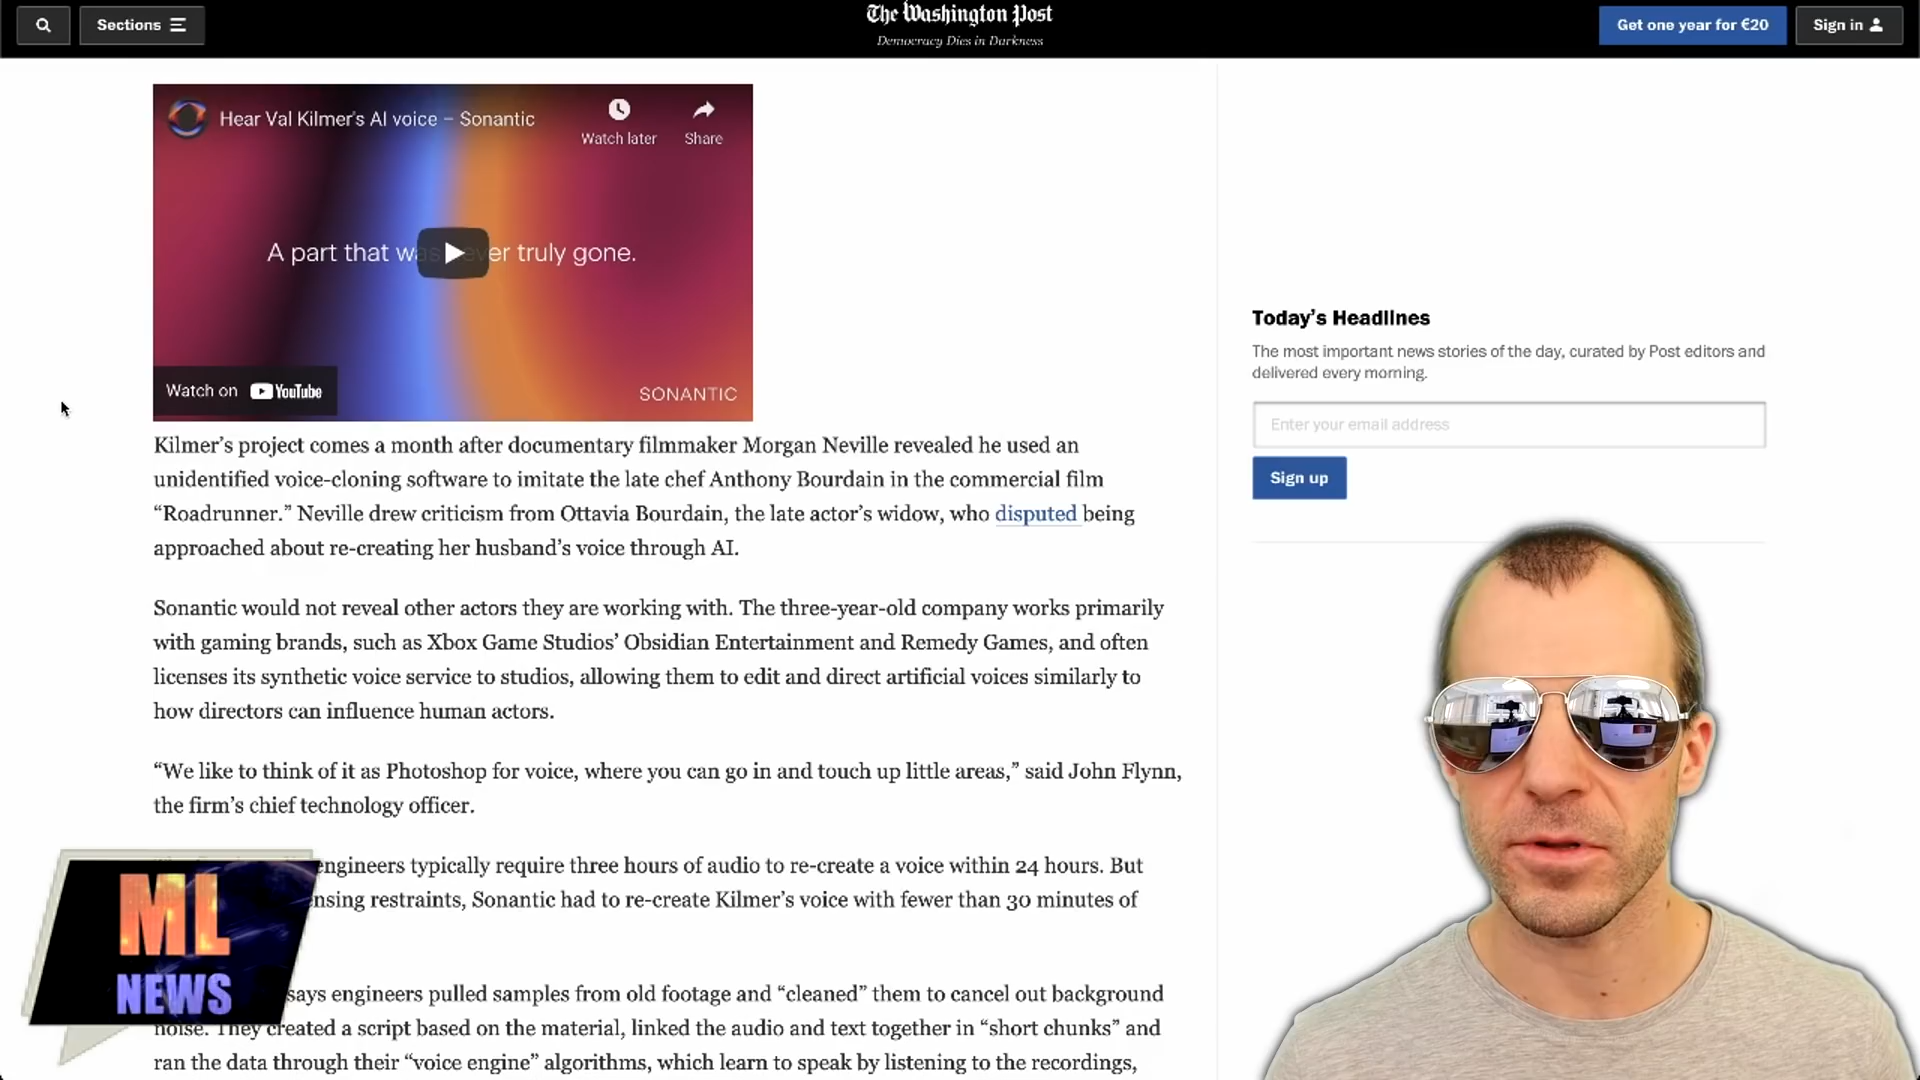 Sections
The Washington Post
Democracy Dies in Darkness
Get one year for €20
Sign in
Hear Val Kilmer's AI voice – Sonantic
Watch later
Share
A part that was never truly gone.
Watch on YouTube
SONANTIC
Kilmer’s project comes a month after documentary filmmaker Morgan Neville revealed he used an
unidentified voice-cloning software to imitate the late chef Anthony Bourdain in the commercial film
“Roadrunner.” Neville drew criticism from Ottavia Bourdain, the late actor’s widow, who disputed being
approached about re-creating her husband’s voice through AI.
Sonantic would not reveal other actors they are working with. The three-year-old company works primarily
with gaming brands, such as Xbox Game Studios’ Obsidian Entertainment and Remedy Games, and often
licenses its synthetic voice service to studios, allowing them to edit and direct artificial voices similarly to
how directors can influence human actors.
“We like to think of it as Photoshop for voice, where you can go in and touch up little areas,” said John Flynn,
the firm’s chief technology officer.
engineers typically require three hours of audio to re-create a voice within 24 hours. But
restraints, Sonantic had to re-create Kilmer’s voice with fewer than 30 minutes of
says engineers pulled samples from old footage and “cleaned” them to cancel out background
noise. They created a script based on the material, linked the audio and text together in “short chunks” and
ran the data through their “voice engine” algorithms, which learn to speak by listening to the recordings,
Today’s Headlines
The most important news stories of the day, curated by Post editors and
delivered every morning.
Enter your email address
Sign up
ML
NEWS